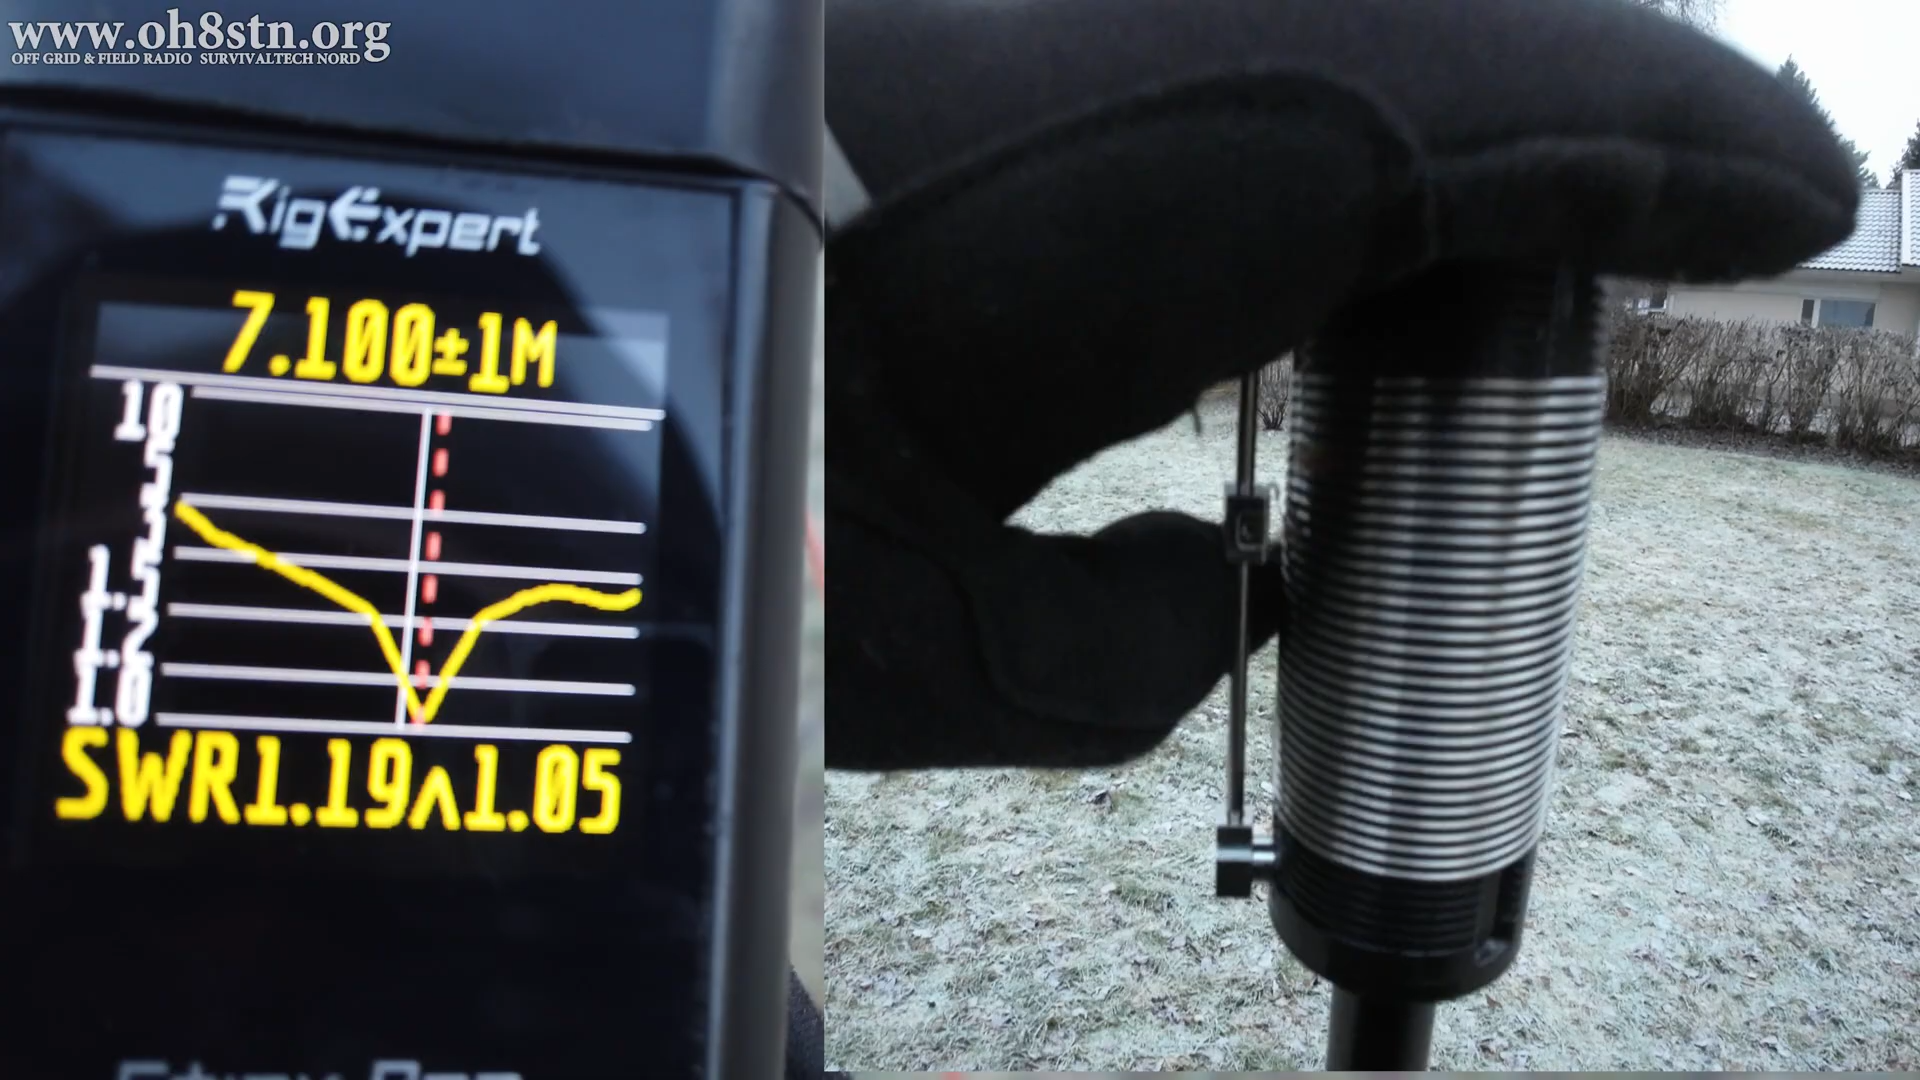 www.oh8stn.org
OFF GRID & FIELD RADIO SURVIVALTECH NORD
RigExpert
7.100±1M
10
1.0
SWR1.19∧1.05